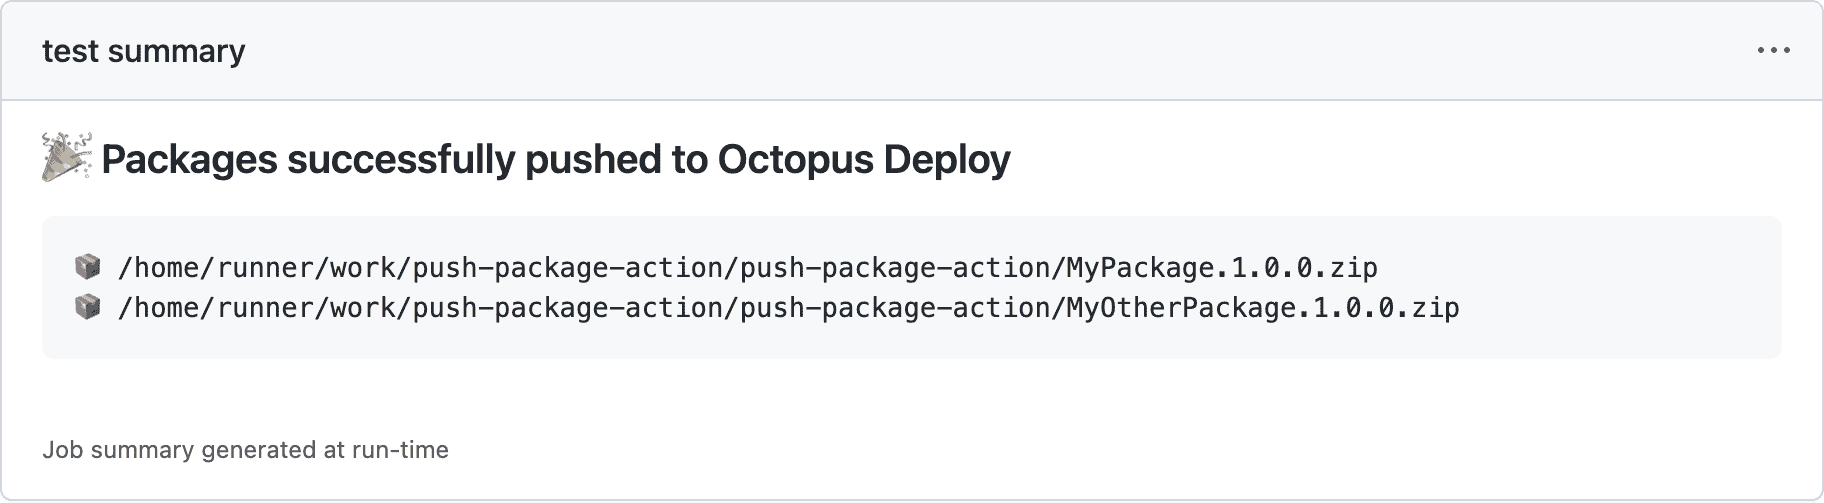 test summary
🎉 Packages successfully pushed to Octopus Deploy
📦 /home/runner/work/push-package-action/push-package-action/MyPackage.1.0.0.zip
📦 /home/runner/work/push-package-action/push-package-action/MyOtherPackage.1.0.0.zip
Job summary generated at run-time